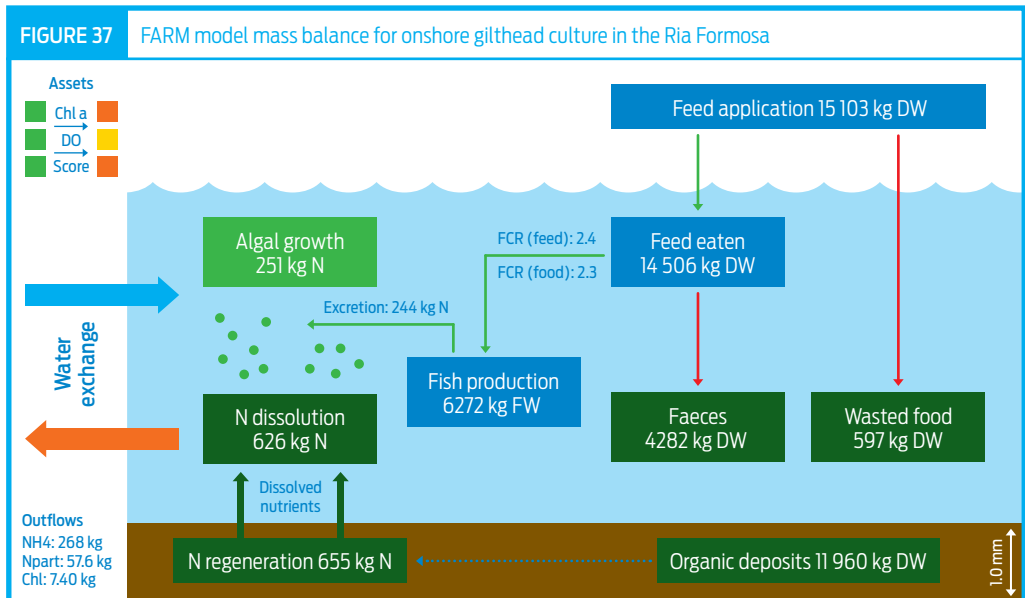 FIGURE 37
FARM model mass balance for onshore gilthead culture in the Ria Formosa
Assets
Chl a
DO
Score
Feed application 15 103 kg DW
Algal growth
251 kg N
FCR (feed): 2.4
FCR (food): 2.3
Feed eaten
14 506 kg DW
Excretion: 244 kg N
Water
exchange
Fish production
6272 kg FW
N dissolution
626 kg N
Faeces
4282 kg DW
Wasted food
597 kg DW
Dissolved
nutrients
Outflows
NH4: 268 kg
Npart: 57.6 kg
Chl: 7.40 kg
N regeneration 655 kg N
Organic deposits 11 960 kg DW
1.0 mm